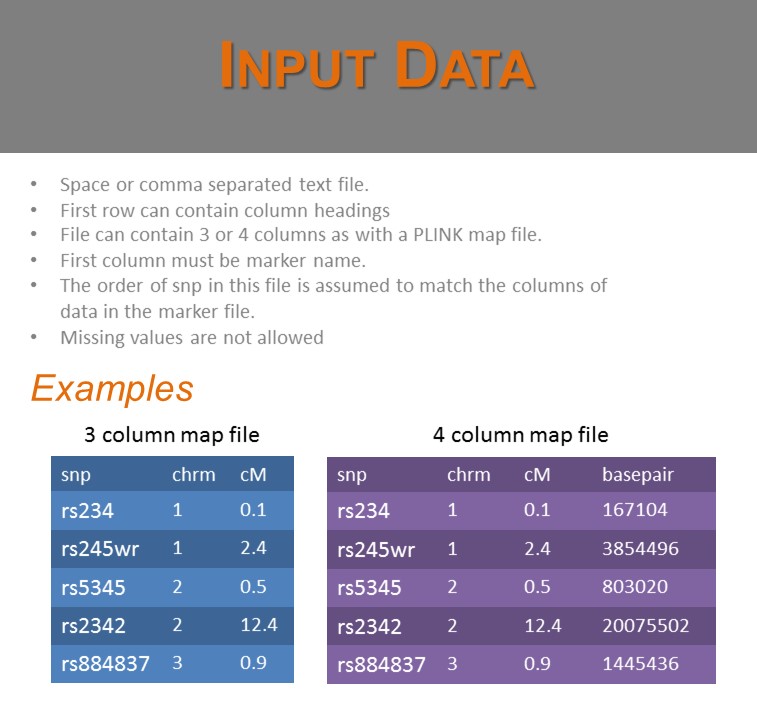 INPUT DATA
• Space or comma separated text file.
• First row can contain column headings
• File can contain 3 or 4 columns as with a PLINK map file.
• First column must be marker name.
• The order of snp in this file is assumed to match the columns of
data in the marker file.
• Missing values are not allowed
Examples
3 column map file
snp chrm cM
rs234 1 0.1
rs245wr 1 2.4
rs5345 2 0.5
rs2342 2 12.4
rs884837 3 0.9
4 column map file
snp chrm cM basepair
rs234 1 0.1 167104
rs245wr 1 2.4 3854496
rs5345 2 0.5 803020
rs2342 2 12.4 20075502
rs884837 3 0.9 1445436